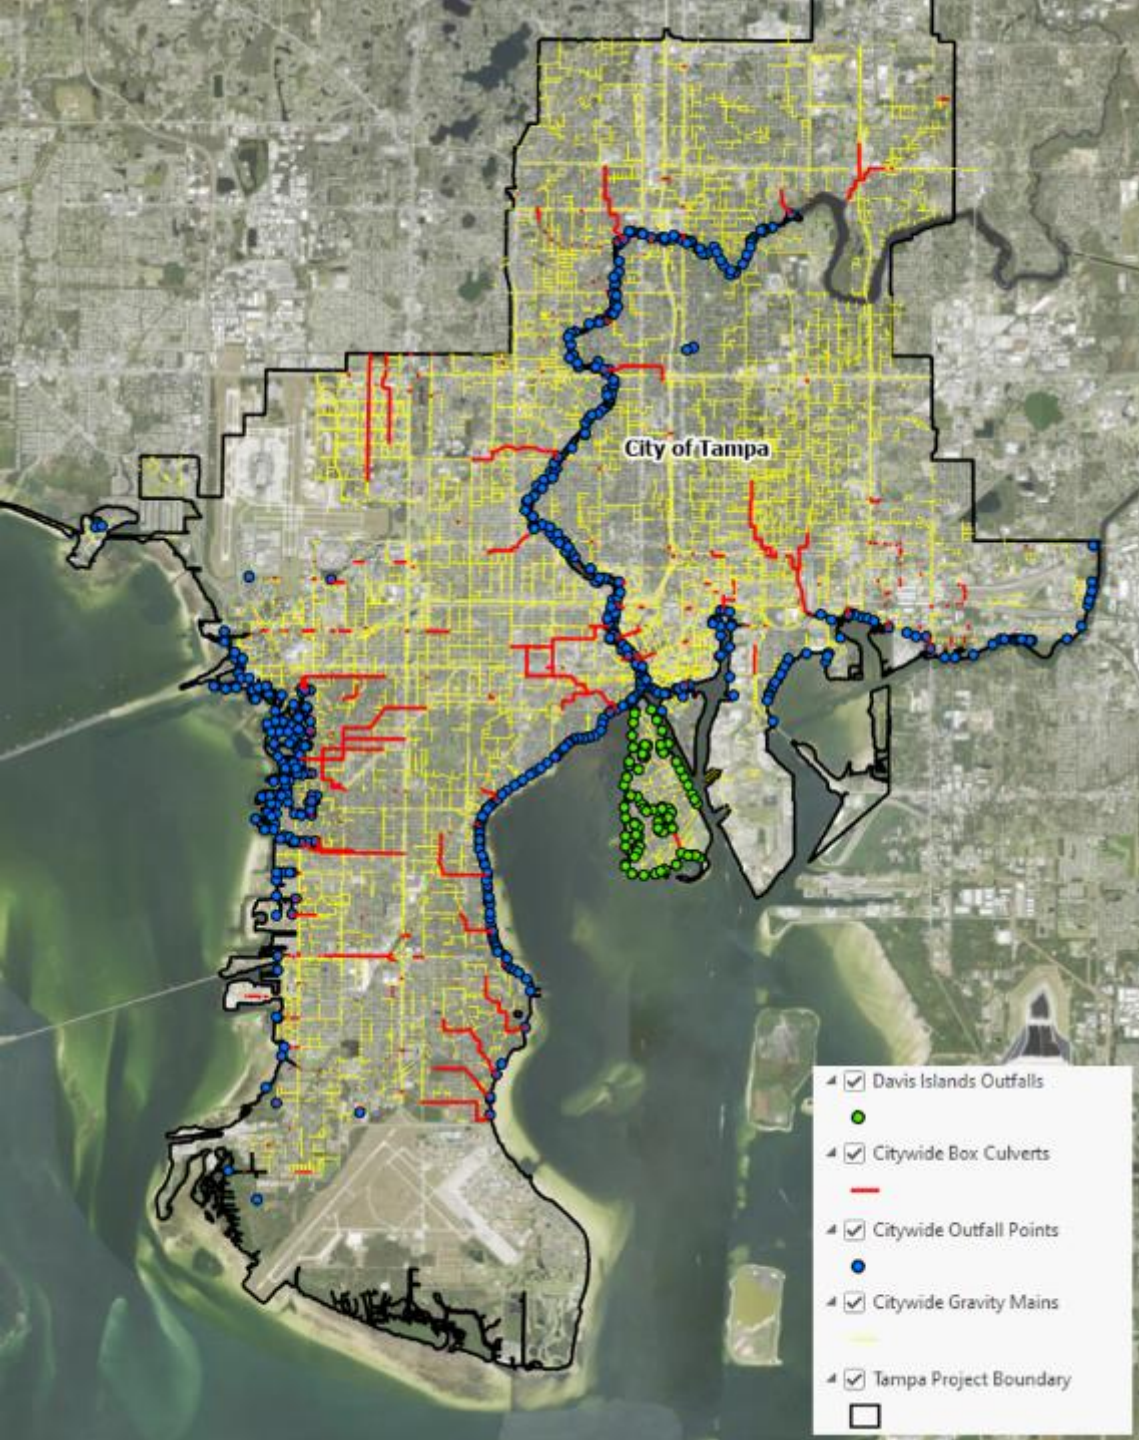 City of Tampa
Davis Islands Outfalls
Citywide Box Culverts
Citywide Outfall Points
Citywide Gravity Mains
Tampa Project Boundary